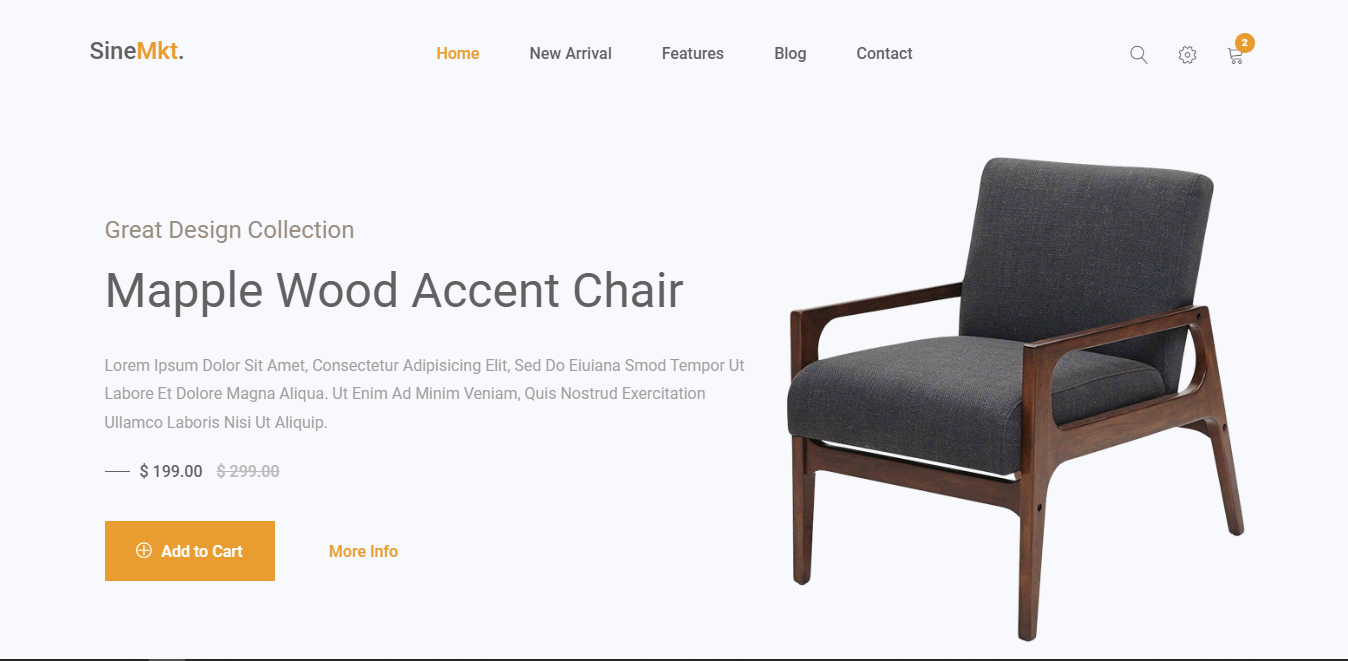 SineMkt.
Home New Arrival Features Blog Contact
2
Great Design Collection
Mapple Wood Accent Chair
Lorem Ipsum Dolor Sit Amet, Consectetur Adipisicing Elit, Sed Do Eiuiana Smod Tempor Ut
Labore Et Dolore Magna Aliqua. Ut Enim Ad Minim Veniam, Quis Nostrud Exercitation
Ullamco Laboris Nisi Ut Aliquip.
$ 199.00 $ 299.00
Add to Cart More Info